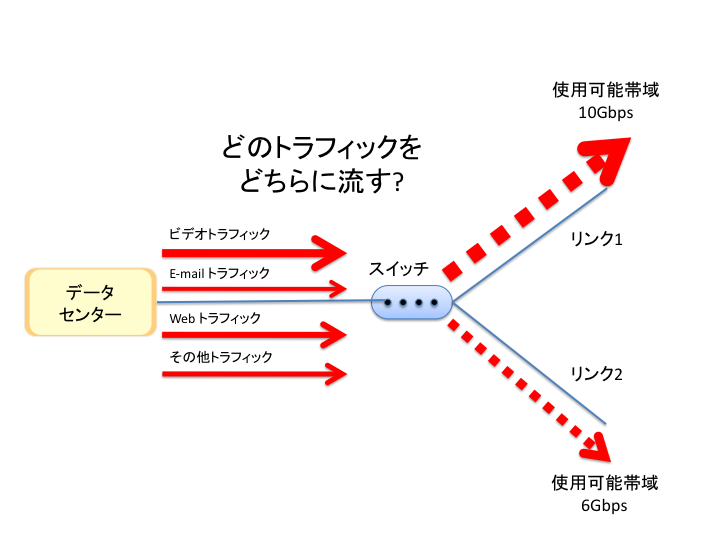 使用可能帯域
10Gbps
どのトラフィックを
どちらに流す?
ビデオトラフィック
リンク1
スイッチ
E-mail トラフィック
データ
センター
Web トラフィック
その他トラフィック
リンク2
使用可能帯域
6Gbps